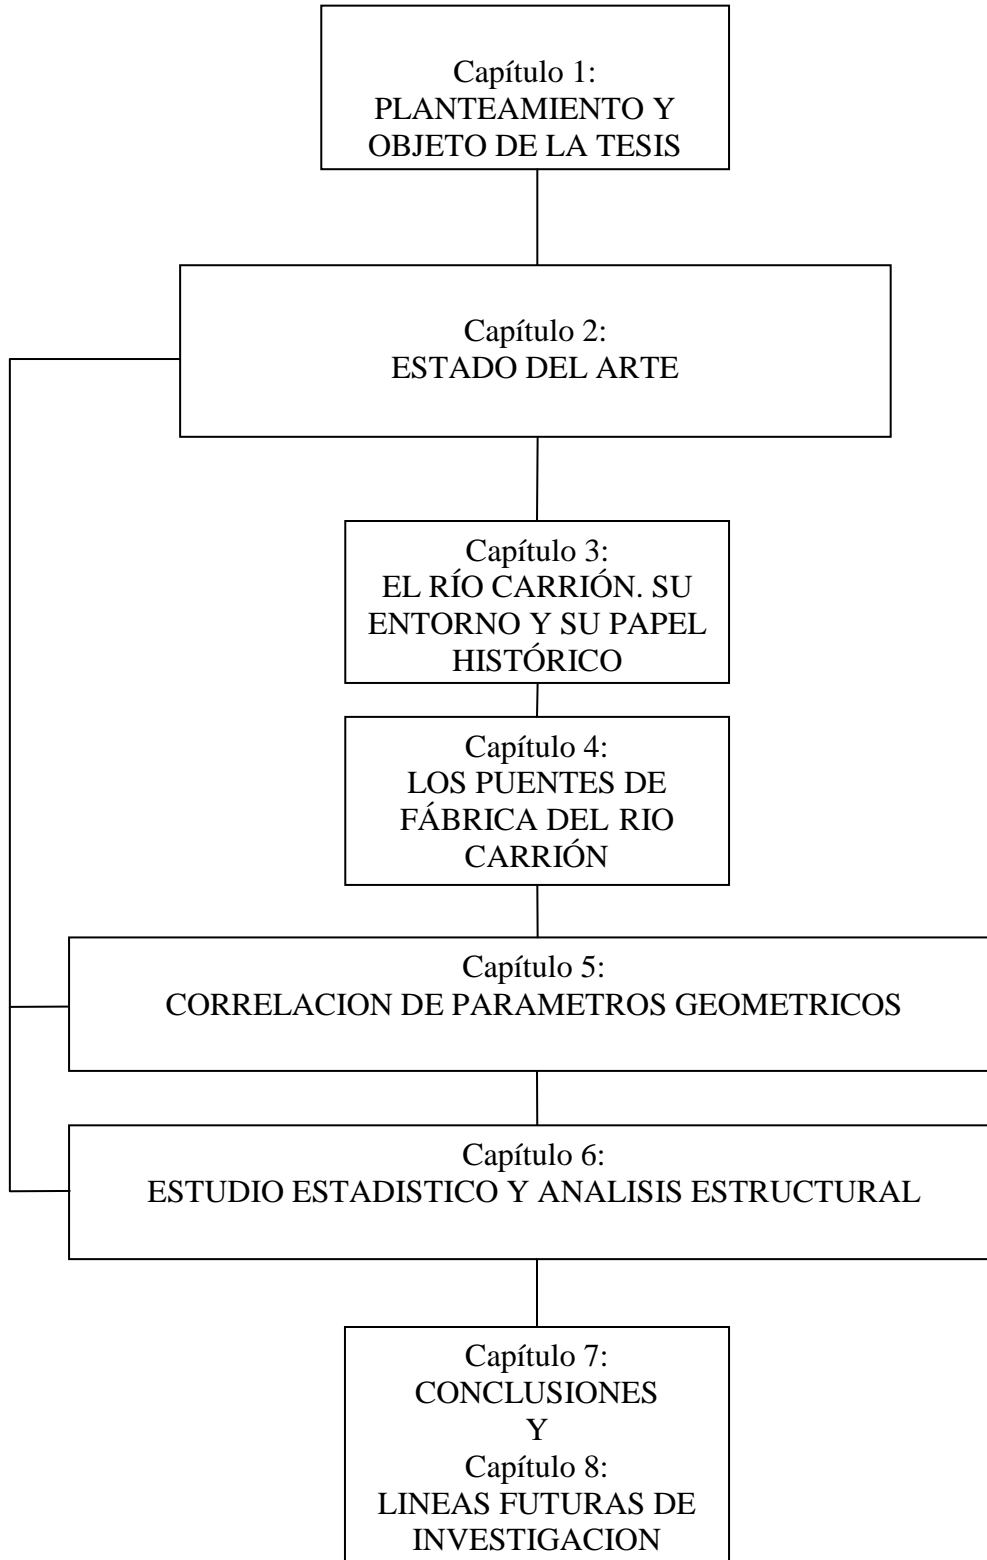 Capítulo 1:
PLANTEAMIENTO Y
OBJETO DE LA TESIS
Capítulo 2:
ESTADO DEL ARTE
Capítulo 3:
EL RÍO CARRIÓN. SU
ENTORNO Y SU PAPEL
HISTÓRICO
Capítulo 4:
LOS PUENTES DE
FÁBRICA DEL RIO
CARRIÓN
Capítulo 5:
CORRELACION DE PARAMETROS GEOMETRICOS
Capítulo 6:
ESTUDIO ESTADISTICO Y ANALISIS ESTRUCTURAL
Capítulo 7:
CONCLUSIONES
Y
Capítulo 8:
LINEAS FUTURAS DE
INVESTIGACION